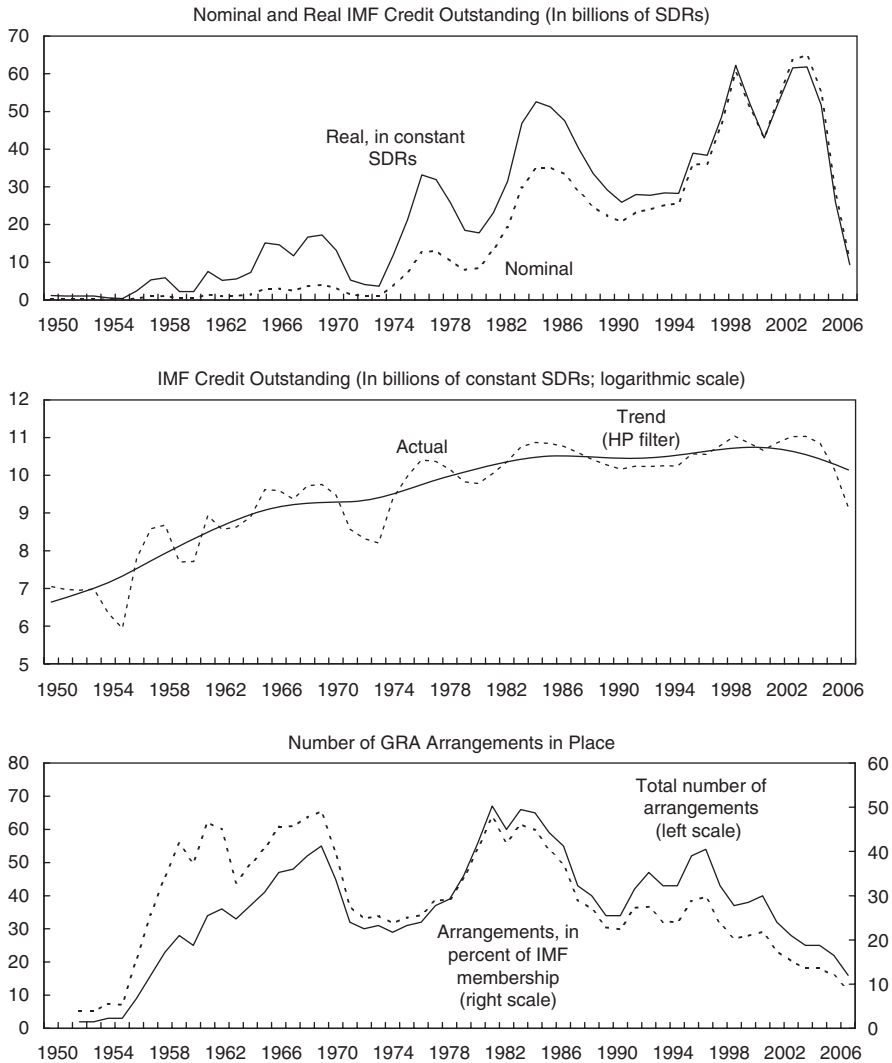 Nominal and Real IMF Credit Outstanding (In billions of SDRs)
70
60
50
40
30
20
10
0
Real, in constant
SDRs
Nominal
1950 1954 1958 1962 1966 1970 1974 1978 1982 1986 1990 1994 1998 2002 2006
IMF Credit Outstanding (In billions of constant SDRs; logarithmic scale)
12
11
10
9
8
7
6
5
Actual
Trend
(HP filter)
1950 1954 1958 1962 1966 1970 1974 1978 1982 1986 1990 1994 1998 2002 2006
Number of GRA Arrangements in Place
80
70
60
50
40
30
20
10
0
Total number of
arrangements
(left scale)
Arrangements, in
percent of IMF
membership
(right scale)
60
50
40
30
20
10
0
1950 1954 1958 1962 1966 1970 1974 1978 1982 1986 1990 1994 1998 2002 2006